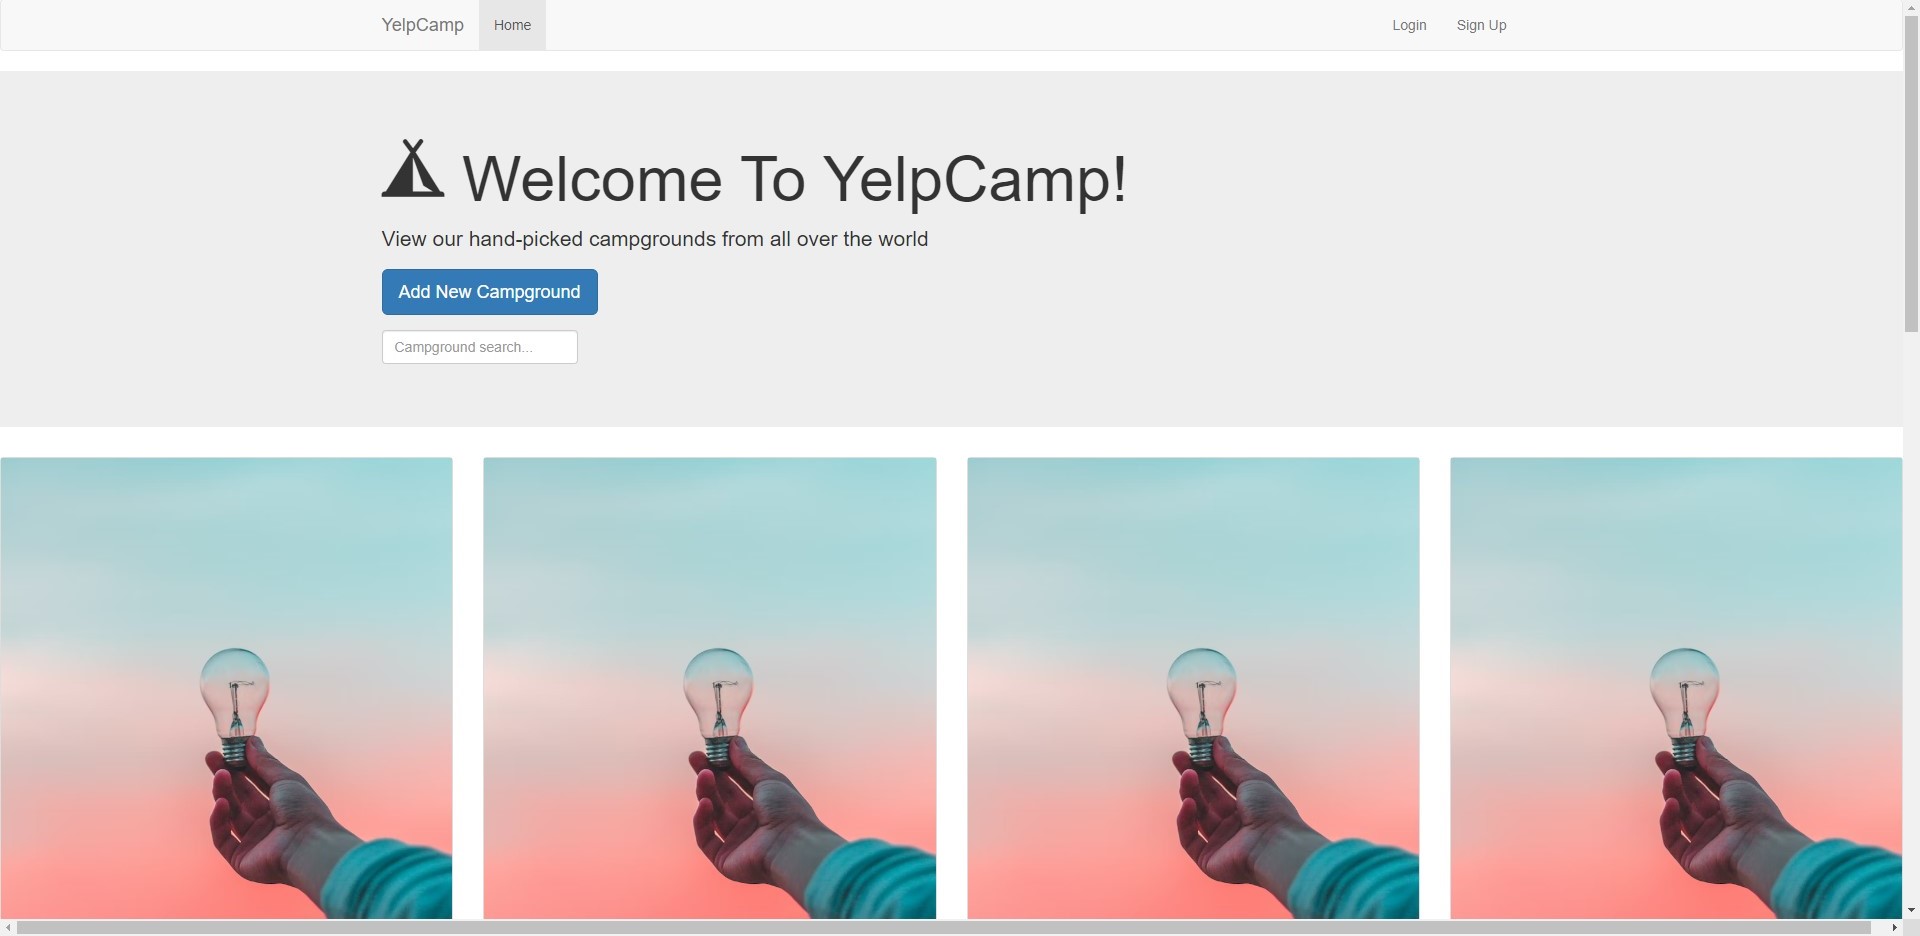 YelpCamp Home Login Sign Up
Welcome To YelpCamp!
View our hand-picked campgrounds from all over the world
Add New Campground
Campground search...